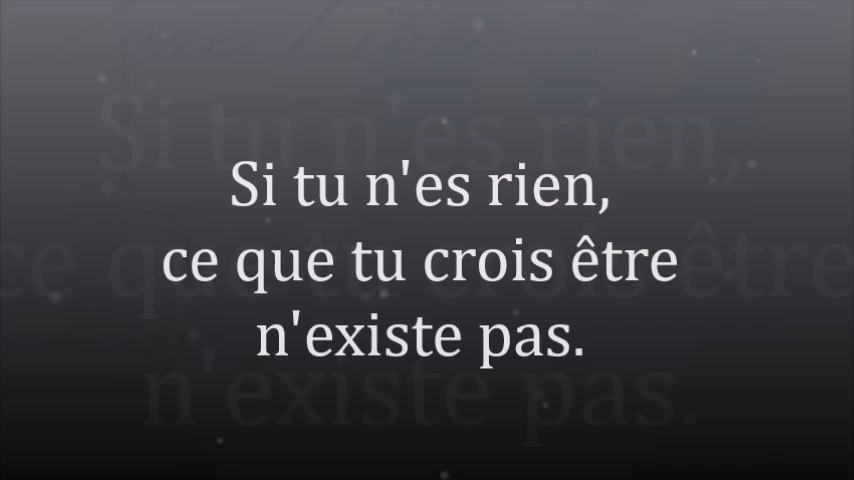 Si tu n'es rien,
ce que tu crois être
n'existe pas.